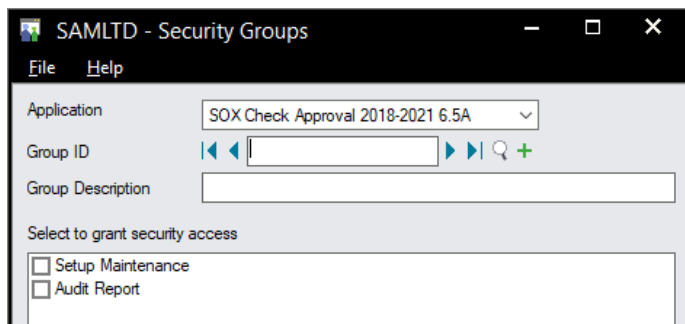 SAMLTD - Security Groups
File Help
Application
SOX Check Approval 2018-2021 6.5A
Group ID
Group Description
Select to grant security access
Setup Maintenance
Audit Report